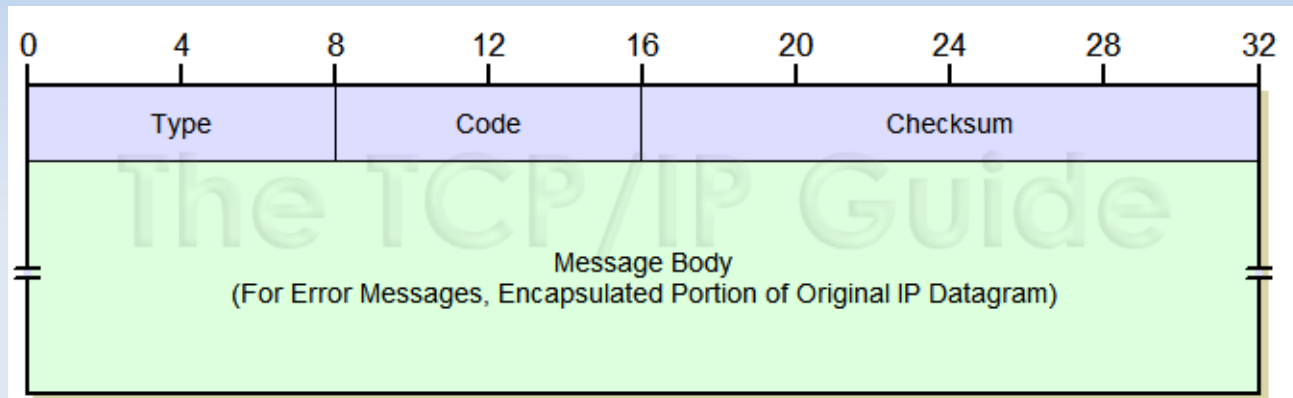 0 4 8 12 16 20 24 28 32
Type Code Checksum
The TCP/IP Guide
Message Body
(For Error Messages, Encapsulated Portion of Original IP Datagram)